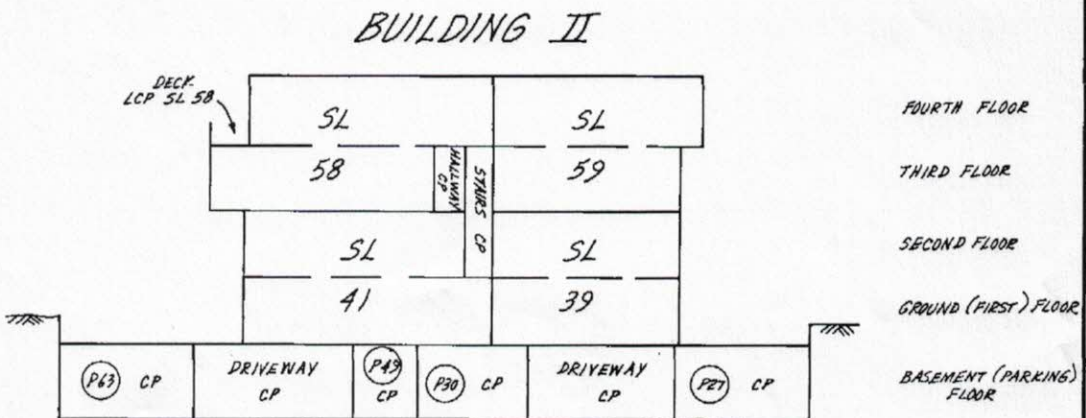 BUILDING II
DECK
LCP SL 58
SL
SL
FOURTH FLOOR
58
HALLWAY
CP
STAIRS CP
59
THIRD FLOOR
SL
SL
SECOND FLOOR
41
39
GROUND (FIRST) FLOOR
P63 CP
DRIVEWAY
CP
P49
CP
P30 CP
DRIVEWAY
CP
P27 CP
BASEMENT (PARKING)
FLOOR